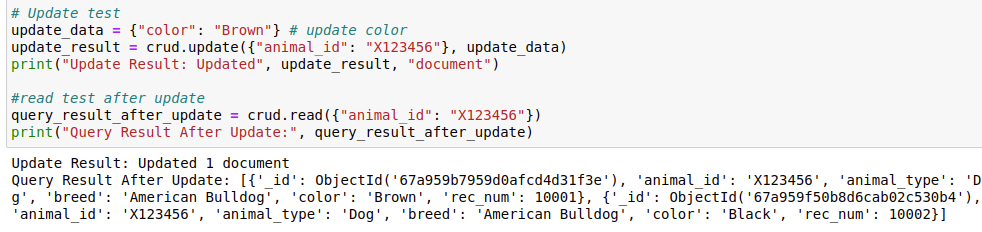 # Update test
update_data = {"color": "Brown"} # update color
update_result = crud.update({"animal_id": "X123456"}, update_data)
print("Update Result: Updated", update_result, "document")
#read test after update
query_result_after_update = crud.read({"animal_id": "X123456"})
print("Query Result After Update:", query_result_after_update)
Update Result: Updated 1 document
Query Result After Update: [{'_id': ObjectId('67a959b7959d0afcd4d31f3e'), 'animal_id': 'X123456', 'animal_type': 'Do
g', 'breed': 'American Bulldog', 'color': 'Brown', 'rec_num': 10001}, {'_id': ObjectId('67a959f50b8d6cab02c530b4'),
'animal_id': 'X123456', 'animal_type': 'Dog', 'breed': 'American Bulldog', 'color': 'Black', 'rec_num': 10002}]